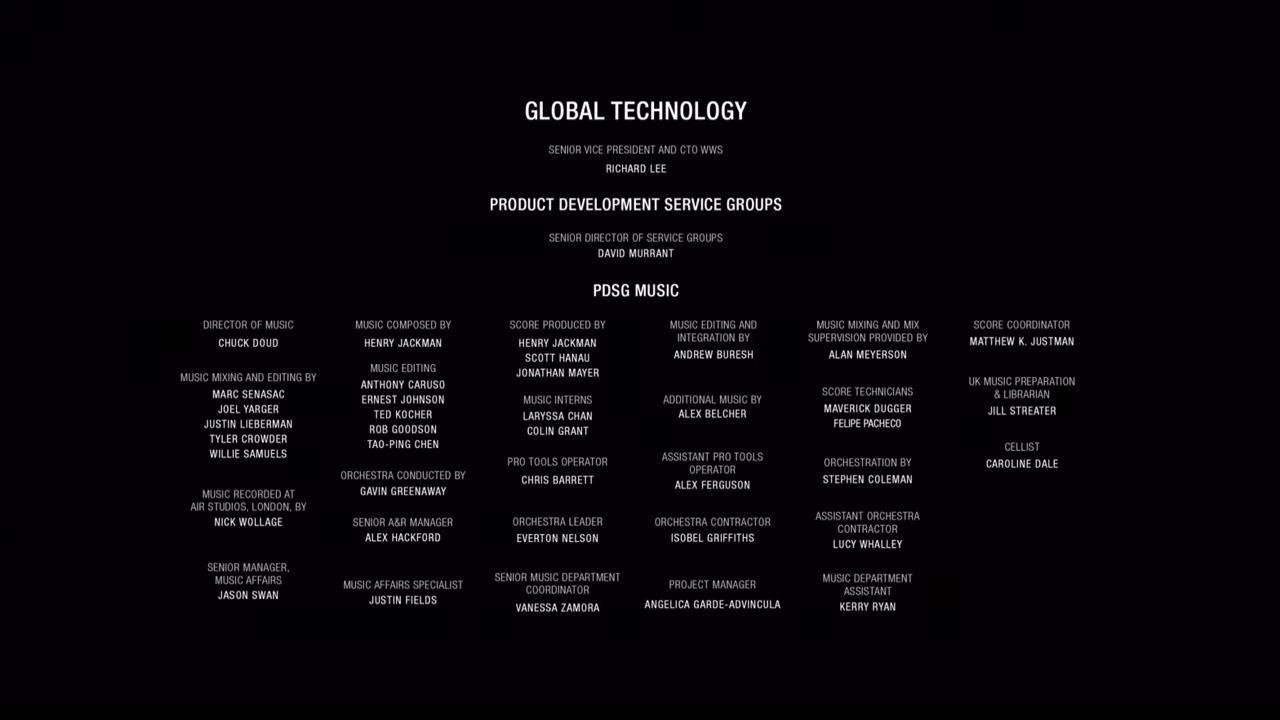 GLOBAL TECHNOLOGY
SENIOR VICE PRESIDENT AND CTO WWS
RICHARD LEE
PRODUCT DEVELOPMENT SERVICE GROUPS
SENIOR DIRECTOR OF SERVICE GROUPS
DAVID MURRANT
PDSG MUSIC
DIRECTOR OF MUSIC
CHUCK DOUD
MUSIC MIXING AND EDITING BY
MARC SENASAC
JOEL YARGER
JUSTIN LIEBERMAN
TYLER CROWDER
WILLIE SAMUELS
MUSIC RECORDED AT
AIR STUDIOS, LONDON, BY
NICK WOLLAGE
SENIOR MANAGER,
MUSIC AFFAIRS
JASON SWAN
MUSIC COMPOSED BY
HENRY JACKMAN
MUSIC EDITING
ANTHONY CARUSO
ERNEST JOHNSON
TED KOCHER
ROB GOODSON
TAO-PING CHEN
ORCHESTRA CONDUCTED BY
GAVIN GREENAWAY
SENIOR A&R MANAGER
ALEX HACKFORD
MUSIC AFFAIRS SPECIALIST
JUSTIN FIELDS
SCORE PRODUCED BY
HENRY JACKMAN
SCOTT HANAU
JONATHAN MAYER
MUSIC INTERNS
LARYSSA CHAN
COLIN GRANT
PRO TOOLS OPERATOR
CHRIS BARRETT
ORCHESTRA LEADER
EVERTON NELSON
SENIOR MUSIC DEPARTMENT
COORDINATOR
VANESSA ZAMORA
MUSIC EDITING AND
INTEGRATION BY
ANDREW BURESH
ADDITIONAL MUSIC BY
ALEX BELCHER
ASSISTANT PRO TOOLS
OPERATOR
ALEX FERGUSON
ORCHESTRA CONTRACTOR
ISOBEL GRIFFITHS
PROJECT MANAGER
ANGELICA GARDE-ADVINCULA
MUSIC MIXING AND MIX
SUPERVISION PROVIDED BY
ALAN MEYERSON
SCORE TECHNICIANS
MAVERICK DUGGER
FELIPE PACHECO
ORCHESTRATION BY
STEPHEN COLEMAN
ASSISTANT ORCHESTRA
CONTRACTOR
LUCY WHALLEY
MUSIC DEPARTMENT
ASSISTANT
KERRY RYAN
SCORE COORDINATOR
MATTHEW K. JUSTMAN
UK MUSIC PREPARATION
& LIBRARIAN
JILL STREATER
CELLIST
CAROLINE DALE